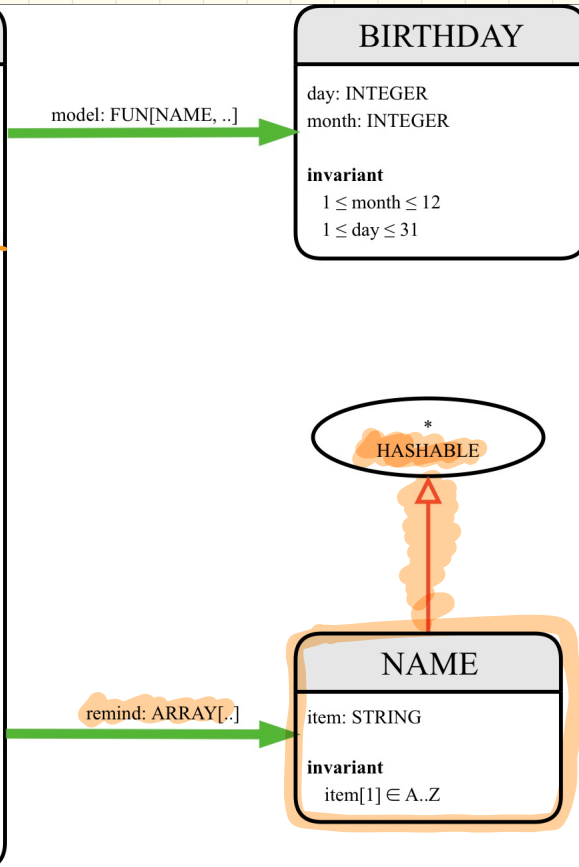 BIRTHDAY
day: INTEGER
model: FUN[NAME, ..]
month: INTEGER
invariant
1 ≤ month ≤ 12
1 ≤ day ≤ 31
*
HASHABLE
NAME
remind: ARRAY[..]
item: STRING
invariant
item[1] ∈ A..Z